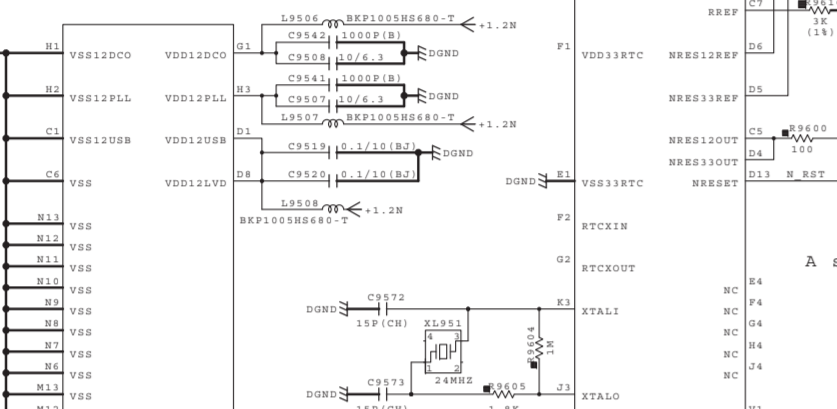 L9506 BKP1005HS680-T +1.2N
C9542 1000P(B)
H1 VSS12DCO VDD12DCO G1 DGND
C9508 10/6.3
C9541 1000P(B)
H2 VSS12PLL VDD12PLL H3 DGND
C9507 10/6.3
L9507 BKP1005HS680-T +1.2N
C1 VSS12USB VDD12USB D1
C9519 0.1/10(BJ) DGND
C6 VSS VDD12LVD D8
C9520 0.1/10(BJ)
L9508 +1.2N
BKP1005HS680-T
N13 VSS
N12 VSS
N11 VSS
N10 VSS
N9 VSS
N8 VSS
N7 VSS
N6 VSS
M13 VSS
RREF C7
3K
(1%)
F1 VDD33RTC NRES12REF D6
NRES33REF D5
NRES12OUT C5 R9600
100
NRES33OUT D4
DGND E1 VSS33RTC NRESET D13 N_RST
F2 RTCXIN
G2 RTCXOUT
A
NC E4
NC F4
NC G4
NC H4
NC J4
C9572
DGND 15P(CH) K3 XTALI
XL951
4 3
1 2
24MHZ
R9604
1M
C9573
DGND R9605 J3 XTALO